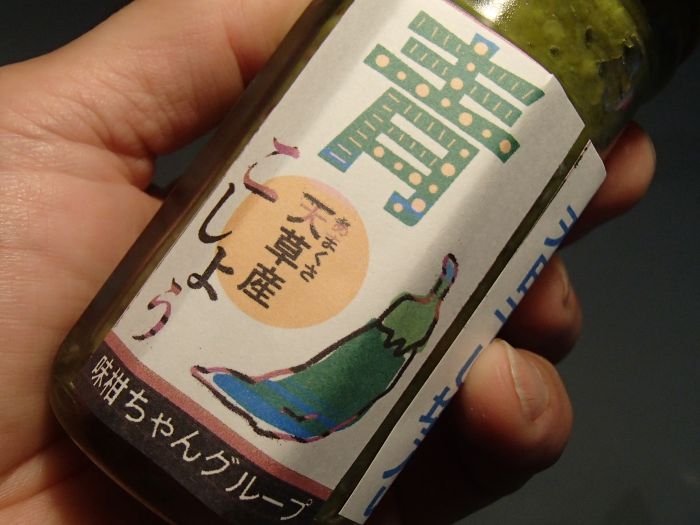 青
こしょう
あまくさ
天草産
味柑ちゃんグループ